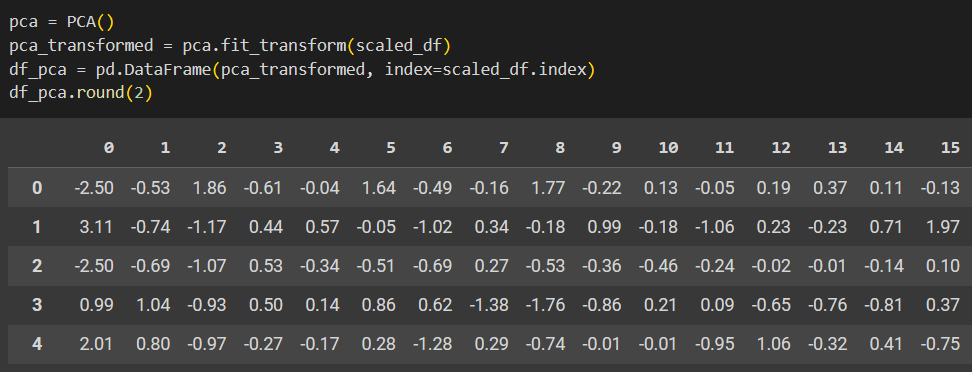 pca = PCA()
pca_transformed = pca.fit_transform(scaled_df)
df_pca = pd.DataFrame(pca_transformed, index=scaled_df.index)
df_pca.round(2)
0 1 2 3 4 5 6 7 8 9 10 11 12 13 14 15
0 -2.50 -0.53 1.86 -0.61 -0.04 1.64 -0.49 -0.16 1.77 -0.22 0.13 -0.05 0.19 0.37 0.11 -0.13
1 3.11 -0.74 -1.17 0.44 0.57 -0.05 -1.02 0.34 -0.18 0.99 -0.18 -1.06 0.23 -0.23 0.71 1.97
2 -2.50 -0.69 -1.07 0.53 -0.34 -0.51 -0.69 0.27 -0.53 -0.36 -0.46 -0.24 -0.02 -0.01 -0.14 0.10
3 0.99 1.04 -0.93 0.50 0.14 0.86 0.62 -1.38 -1.76 -0.86 0.21 0.09 -0.65 -0.76 -0.81 0.37
4 2.01 0.80 -0.97 -0.27 -0.17 0.28 -1.28 0.29 -0.74 -0.01 -0.01 -0.95 1.06 -0.32 0.41 -0.75